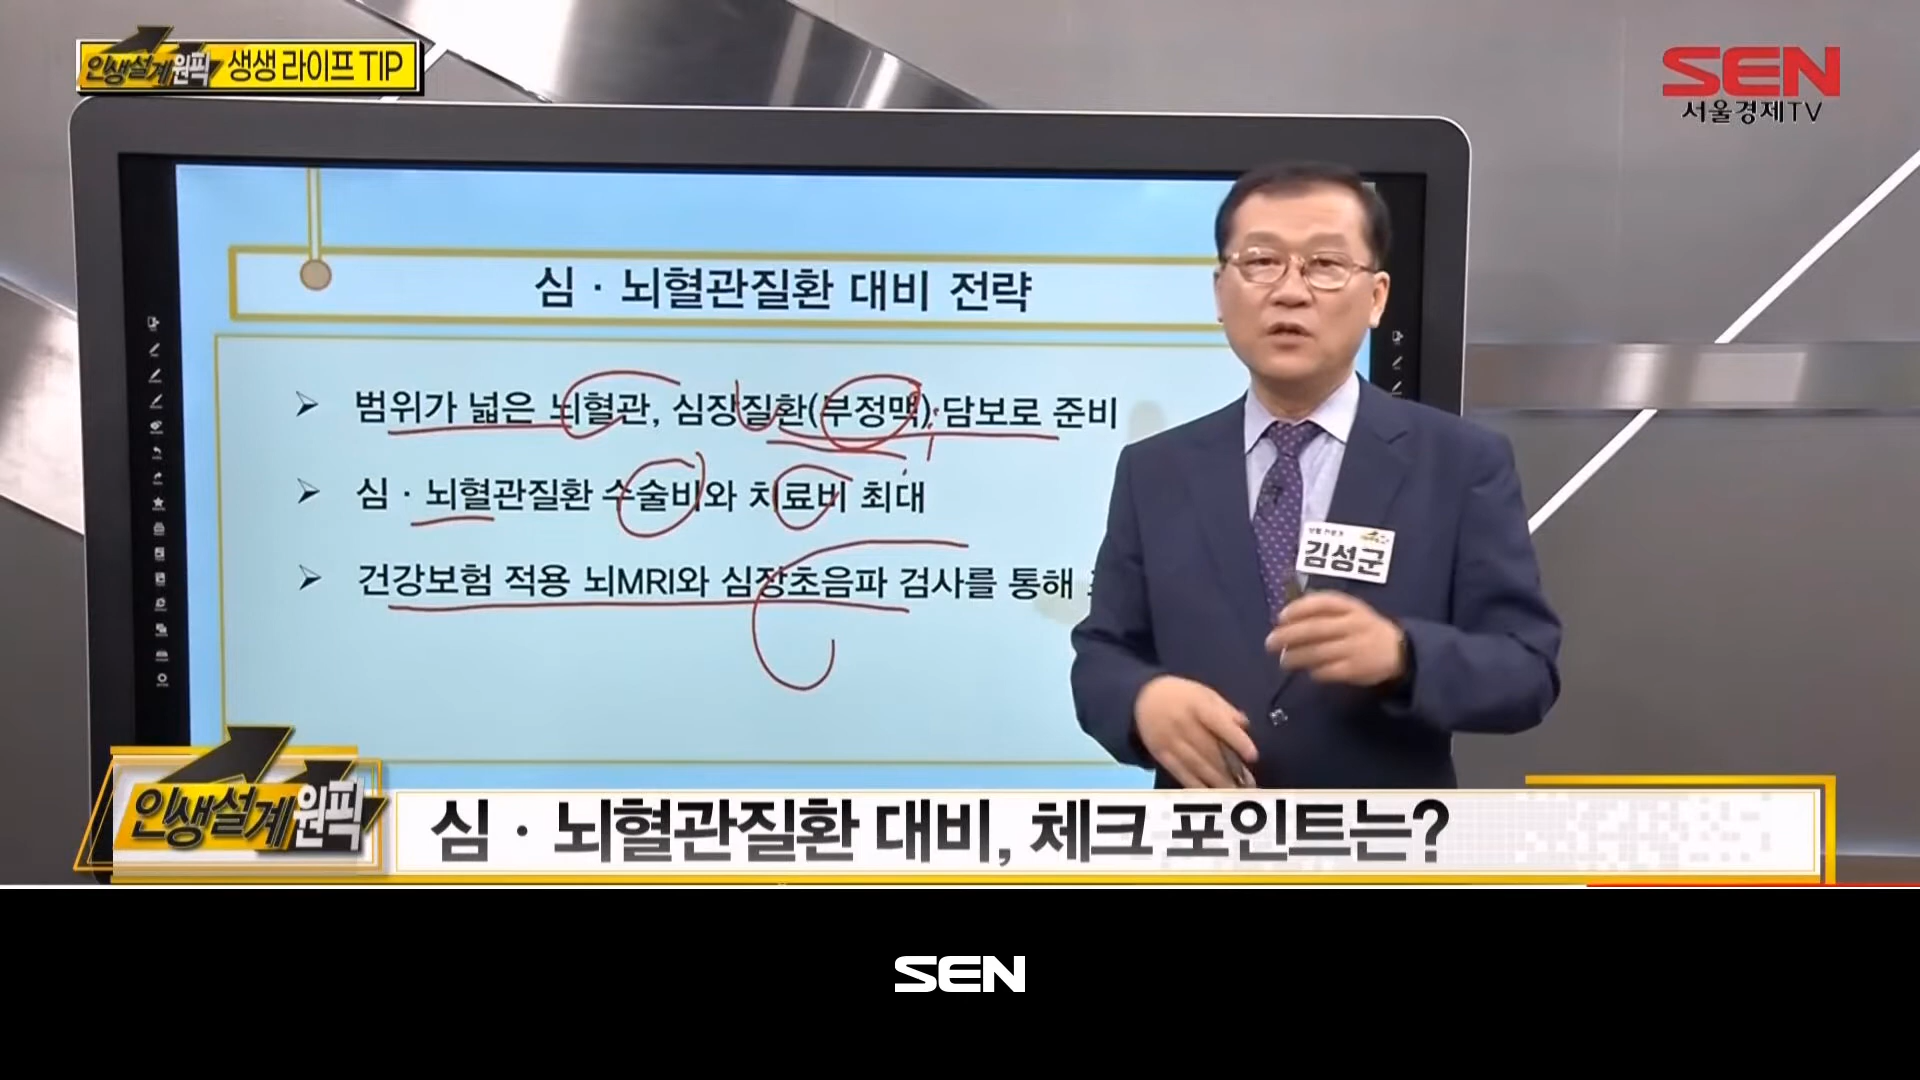 인생설계원픽 생생 라이프 TIP
SEN
서울경제TV
심 · 뇌혈관질환 대비 전략
➢ 범위가 넓은 뇌혈관, 심장질환(부정맥) 담보로 준비
➢ 심 · 뇌혈관질환 수술비와 치료비 최대
➢ 건강보험 적용 뇌MRI와 심장초음파 검사를 통해
김성군
인생설계원픽
심 · 뇌혈관질환 대비, 체크 포인트는?
SEN